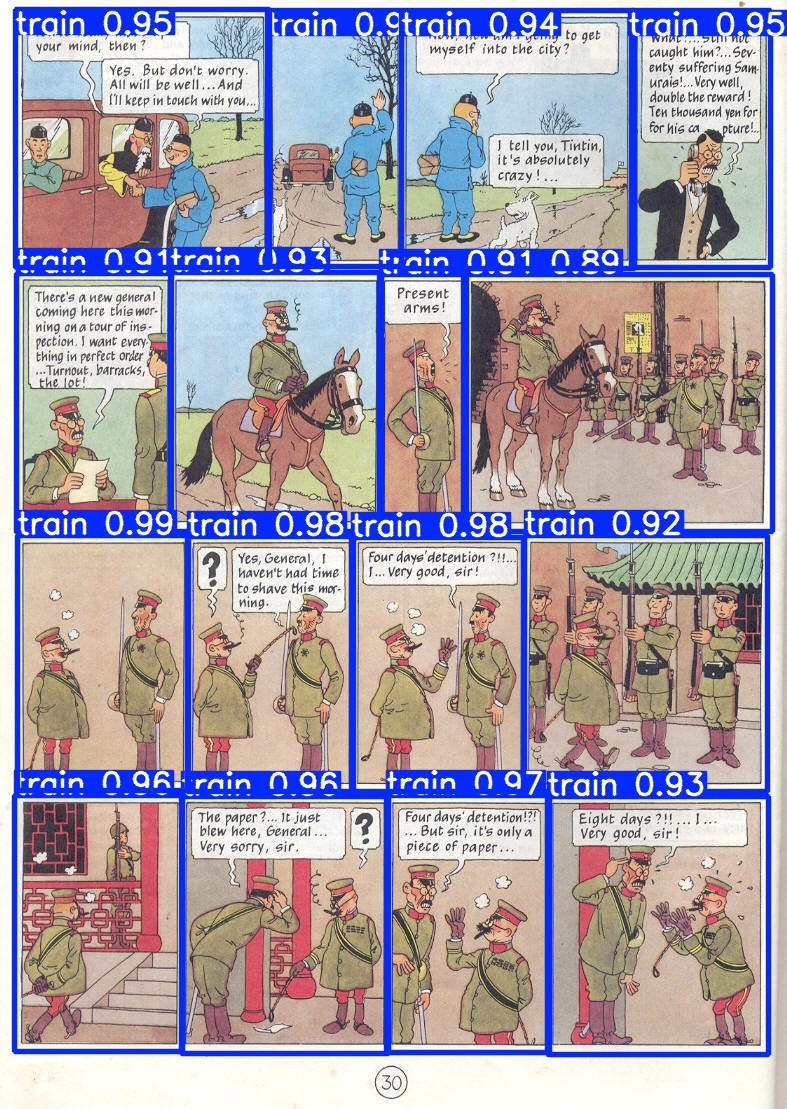 train 0.95
train 0.9
train 0.94
train 0.95
your mind, then?
Yes. But don't worry.
All will be well... And
I'll keep in touch with you...
myself into the city?
I tell you, Tintin,
it's absolutely
crazy!...
caught him?... Sev-
enty suffering Sam-
urais!... Very well,
double the reward!
Ten thousand yen for
for his ca pture!..
train 0.91
train 0.93
train 0.91
0.89
There's a new general
coming here this mor-
ning on a tour of ins-
pection. I want every-
thing in perfect order
...Turnout, barracks,
the lot!
Present
arms!
train 0.99
train 0.98
train 0.98
train 0.92
?
Yes, General, I
haven't had time
to shave this mor-
ning.
Four days' detention?!!...
I... Very good, sir!
train 0.96
train 0.96
train 0.97
train 0.93
The paper?... It just
blew here, General...
Very sorry, sir.
?
Four days' detention!?!
... But sir, it's only a
piece of paper...
Eight days?!!... I...
Very good, sir!
30